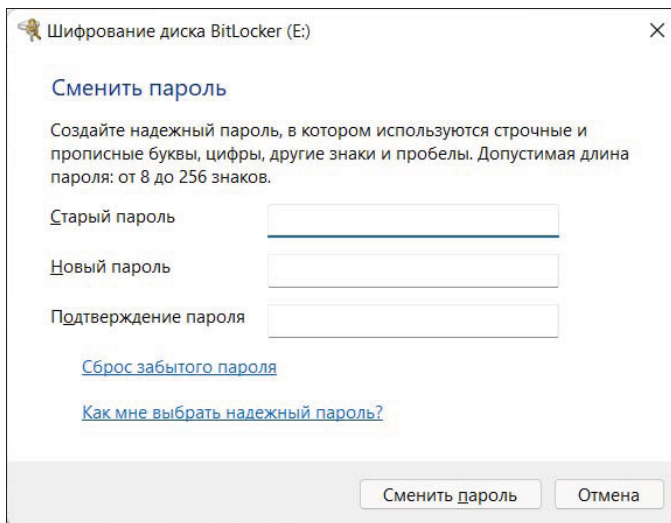 Шифрование диска BitLocker (E:)
Сменить пароль
Создайте надежный пароль, в котором используются строчные и
прописные буквы, цифры, другие знаки и пробелы. Допустимая длина
пароля: от 8 до 256 знаков.
Старый пароль
Новый пароль
Подтверждение пароля
Сброс забытого пароля
Как мне выбрать надежный пароль?
Сменить пароль Отмена